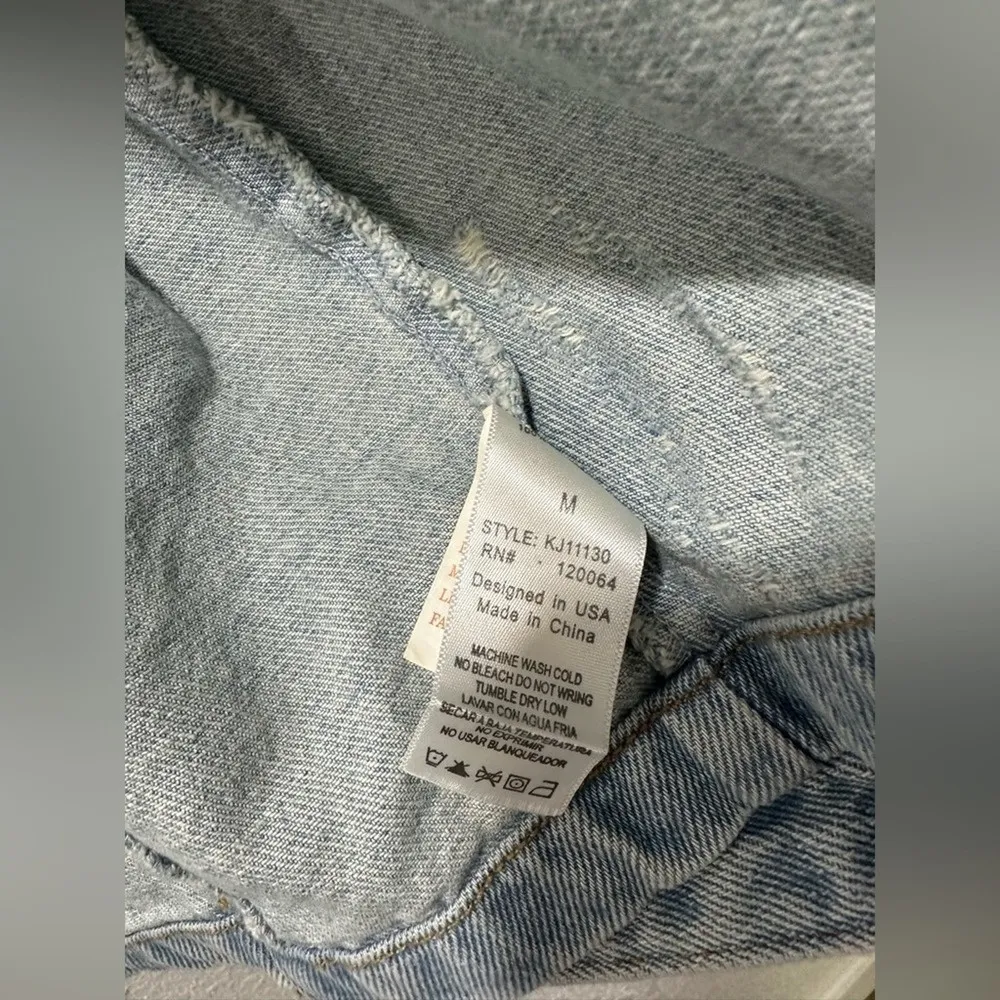 M
STYLE: KJ11130
RN# - 120064
Designed in USA
Made in China
MACHINE WASH COLD
NO BLEACH DO NOT WRING
TUMBLE DRY LOW
LAVAR CON AGUA FRIA
SECAR A BAJA TEMPERATURA
NO EXPRIMIR
NO USAR BLANQUEADOR
FA